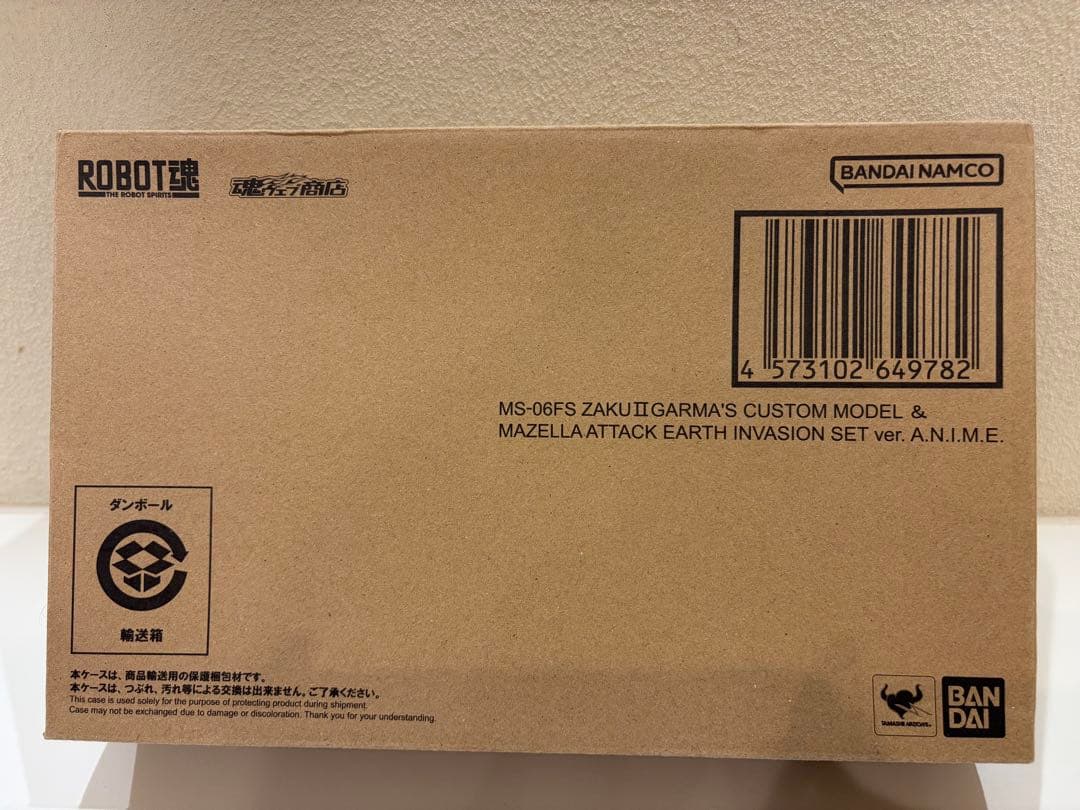 ROBOT魂
THE ROBOT SPIRITS
魂ウェブ商店
BANDAI NAMCO
4 573102 649782
MS-06FS ZAKUⅡGARMA'S CUSTOM MODEL &
MAZELLA ATTACK EARTH INVASION SET ver. A.N.I.M.E.
ダンボール
輸送箱
本ケースは、商品輸送用の保護梱包材です。
本ケースは、つぶれ、汚れ等による交換は出来ません。ご了承ください。
This case is used solely for the purpose of protecting product during shipment.
Case may not be exchanged due to damage or discoloration. Thank you for your understanding.
TAMASHII NATIONS
BAN
DAI